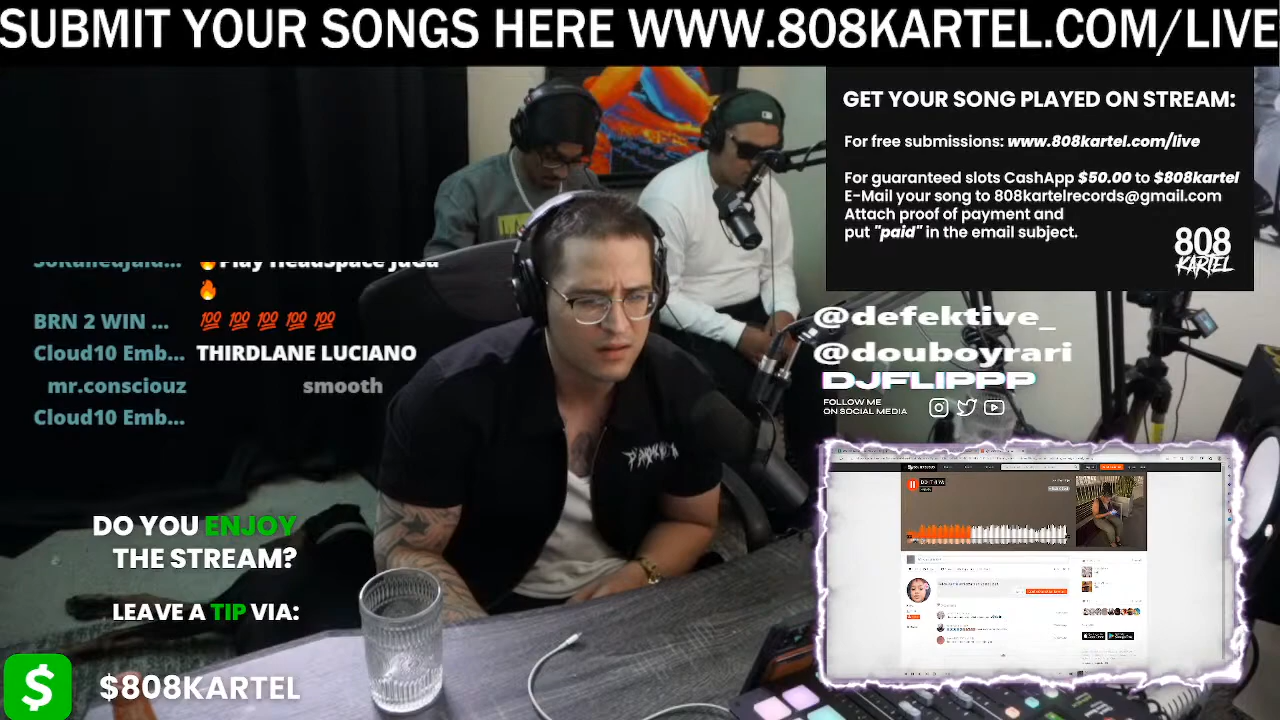 SUBMIT YOUR SONGS HERE WWW.808KARTEL.COM/LIVE
GET YOUR SONG PLAYED ON STREAM:
For free submissions: www.808kartel.com/live
For guaranteed slots CashApp $50.00 to $808kartel
E-Mail your song to 808kartelrecords@gmail.com
Attach proof of payment and
put "paid" in the email subject.
808
KARTEL
🔥Play HeadSpace JuGa
🔥
BRN 2 WIN ... 💯 💯 💯 💯 💯
Cloud10 Emb... THIRDLANE LUCIANO
mr.consciouz smooth
Cloud10 Emb...
@defektive_
@douboyrari
DJFLIPPP
FOLLOW ME
ON SOCIAL MEDIA
DO YOU ENJOY
THE STREAM?
LEAVE A TIP VIA:
$808KARTEL